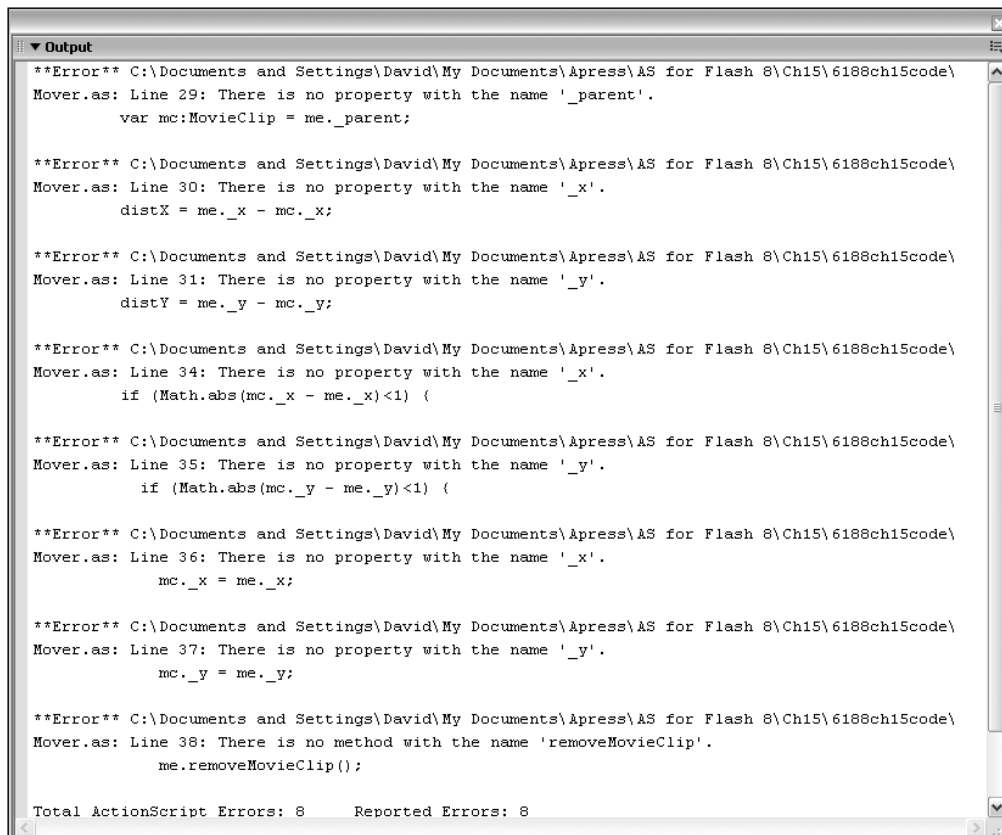 Output
**Error** C:\Documents and Settings\David\My Documents\Apress\AS for Flash 8\Ch15\6188ch15code\
Mover.as: Line 29: There is no property with the name '_parent'.
var mc:MovieClip = me._parent;
**Error** C:\Documents and Settings\David\My Documents\Apress\AS for Flash 8\Ch15\6188ch15code\
Mover.as: Line 30: There is no property with the name '_x'.
distX = me._x - mc._x;
**Error** C:\Documents and Settings\David\My Documents\Apress\AS for Flash 8\Ch15\6188ch15code\
Mover.as: Line 31: There is no property with the name '_y'.
distY = me._y - mc._y;
**Error** C:\Documents and Settings\David\My Documents\Apress\AS for Flash 8\Ch15\6188ch15code\
Mover.as: Line 34: There is no property with the name '_x'.
if (Math.abs(mc._x - me._x)<1) {
**Error** C:\Documents and Settings\David\My Documents\Apress\AS for Flash 8\Ch15\6188ch15code\
Mover.as: Line 35: There is no property with the name '_y'.
if (Math.abs(mc._y - me._y)<1) {
**Error** C:\Documents and Settings\David\My Documents\Apress\AS for Flash 8\Ch15\6188ch15code\
Mover.as: Line 36: There is no property with the name '_x'.
mc._x = me._x;
**Error** C:\Documents and Settings\David\My Documents\Apress\AS for Flash 8\Ch15\6188ch15code\
Mover.as: Line 37: There is no property with the name '_y'.
mc._y = me._y;
**Error** C:\Documents and Settings\David\My Documents\Apress\AS for Flash 8\Ch15\6188ch15code\
Mover.as: Line 38: There is no method with the name 'removeMovieClip'.
me.removeMovieClip();
Total ActionScript Errors: 8 Reported Errors: 8